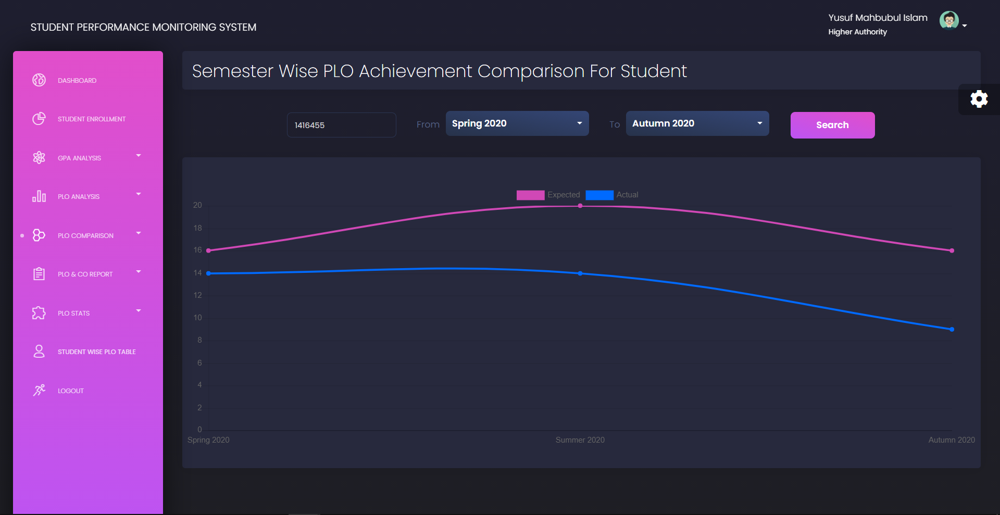 STUDENT PERFORMANCE MONITORING SYSTEM
Yusuf Mahbubul Islam
Higher Authority
DASHBOARD
STUDENT ENROLLMENT
GPA ANALYSIS
PLO ANALYSIS
PLO COMPARISON
PLO & CO REPORT
PLO STATS
STUDENT WISE PLO TABLE
LOGOUT
Semester Wise PLO Achievement Comparison For Student
1416455 From Spring 2020 To Autumn 2020 Search
Expected Actual
20
18
16
14
12
10
8
6
4
2
0
Spring 2020 Summer 2020 Autumn 2020